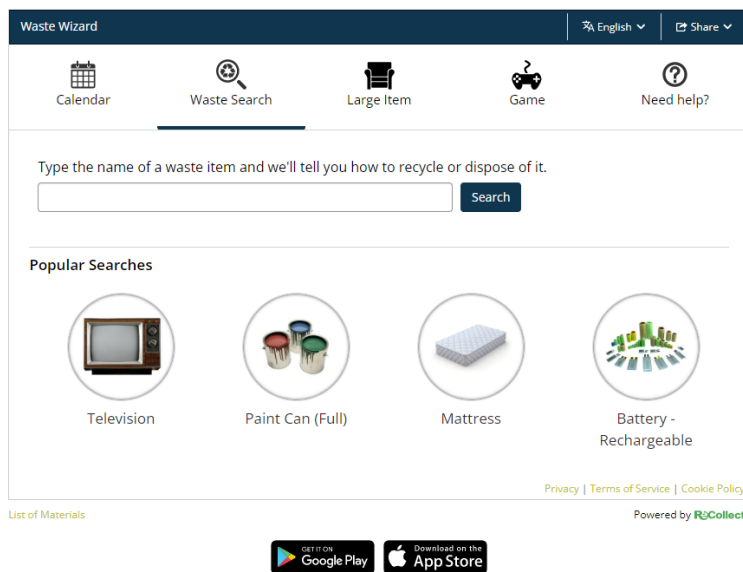 Waste Wizard
English
Share
Calendar
Waste Search
Large Item
Game
Need help?
Type the name of a waste item and we'll tell you how to recycle or dispose of it.
Search
Popular Searches
Television
Paint Can (Full)
Mattress
Battery -
Rechargeable
Privacy | Terms of Service | Cookie Policy
List of Materials
Powered by ReCollect
GET IT ON
Google Play
Download on the
App Store